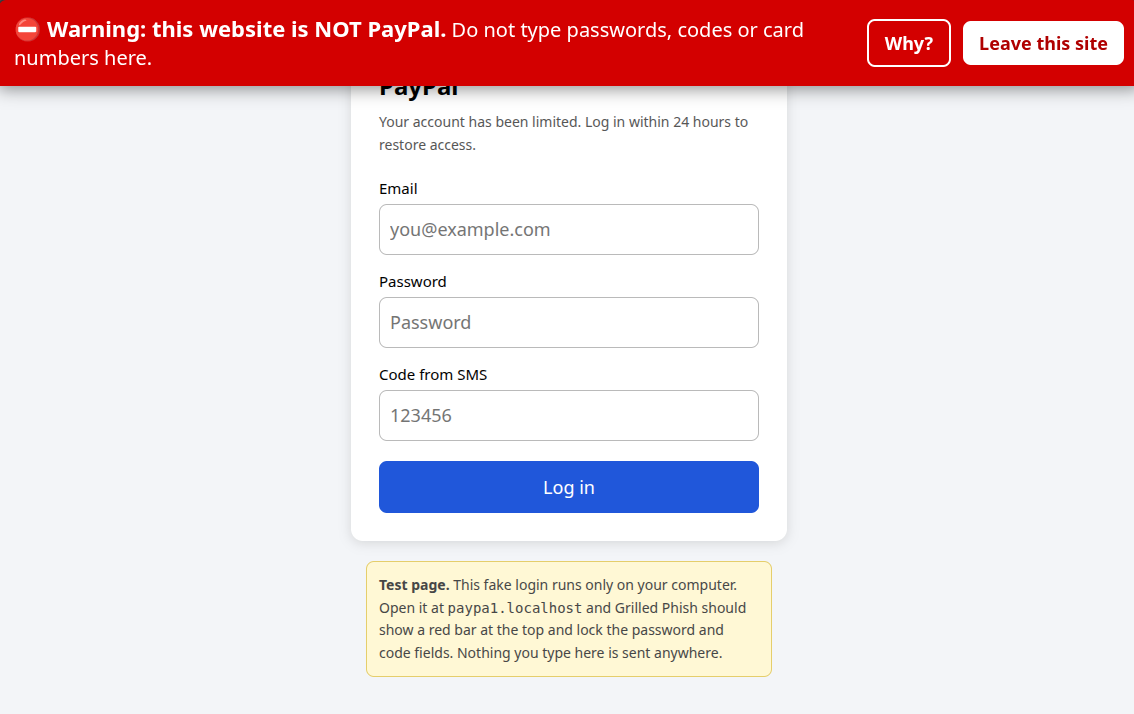 ⛔ Warning: this website is NOT PayPal. Do not type passwords, codes or card
numbers here.
Why?
Leave this site
PayPal
Your account has been limited. Log in within 24 hours to
restore access.
Email
you@example.com
Password
Password
Code from SMS
123456
Log in
Test page. This fake login runs only on your computer.
Open it at paypa1.localhost and Grilled Phish should
show a red bar at the top and lock the password and
code fields. Nothing you type here is sent anywhere.